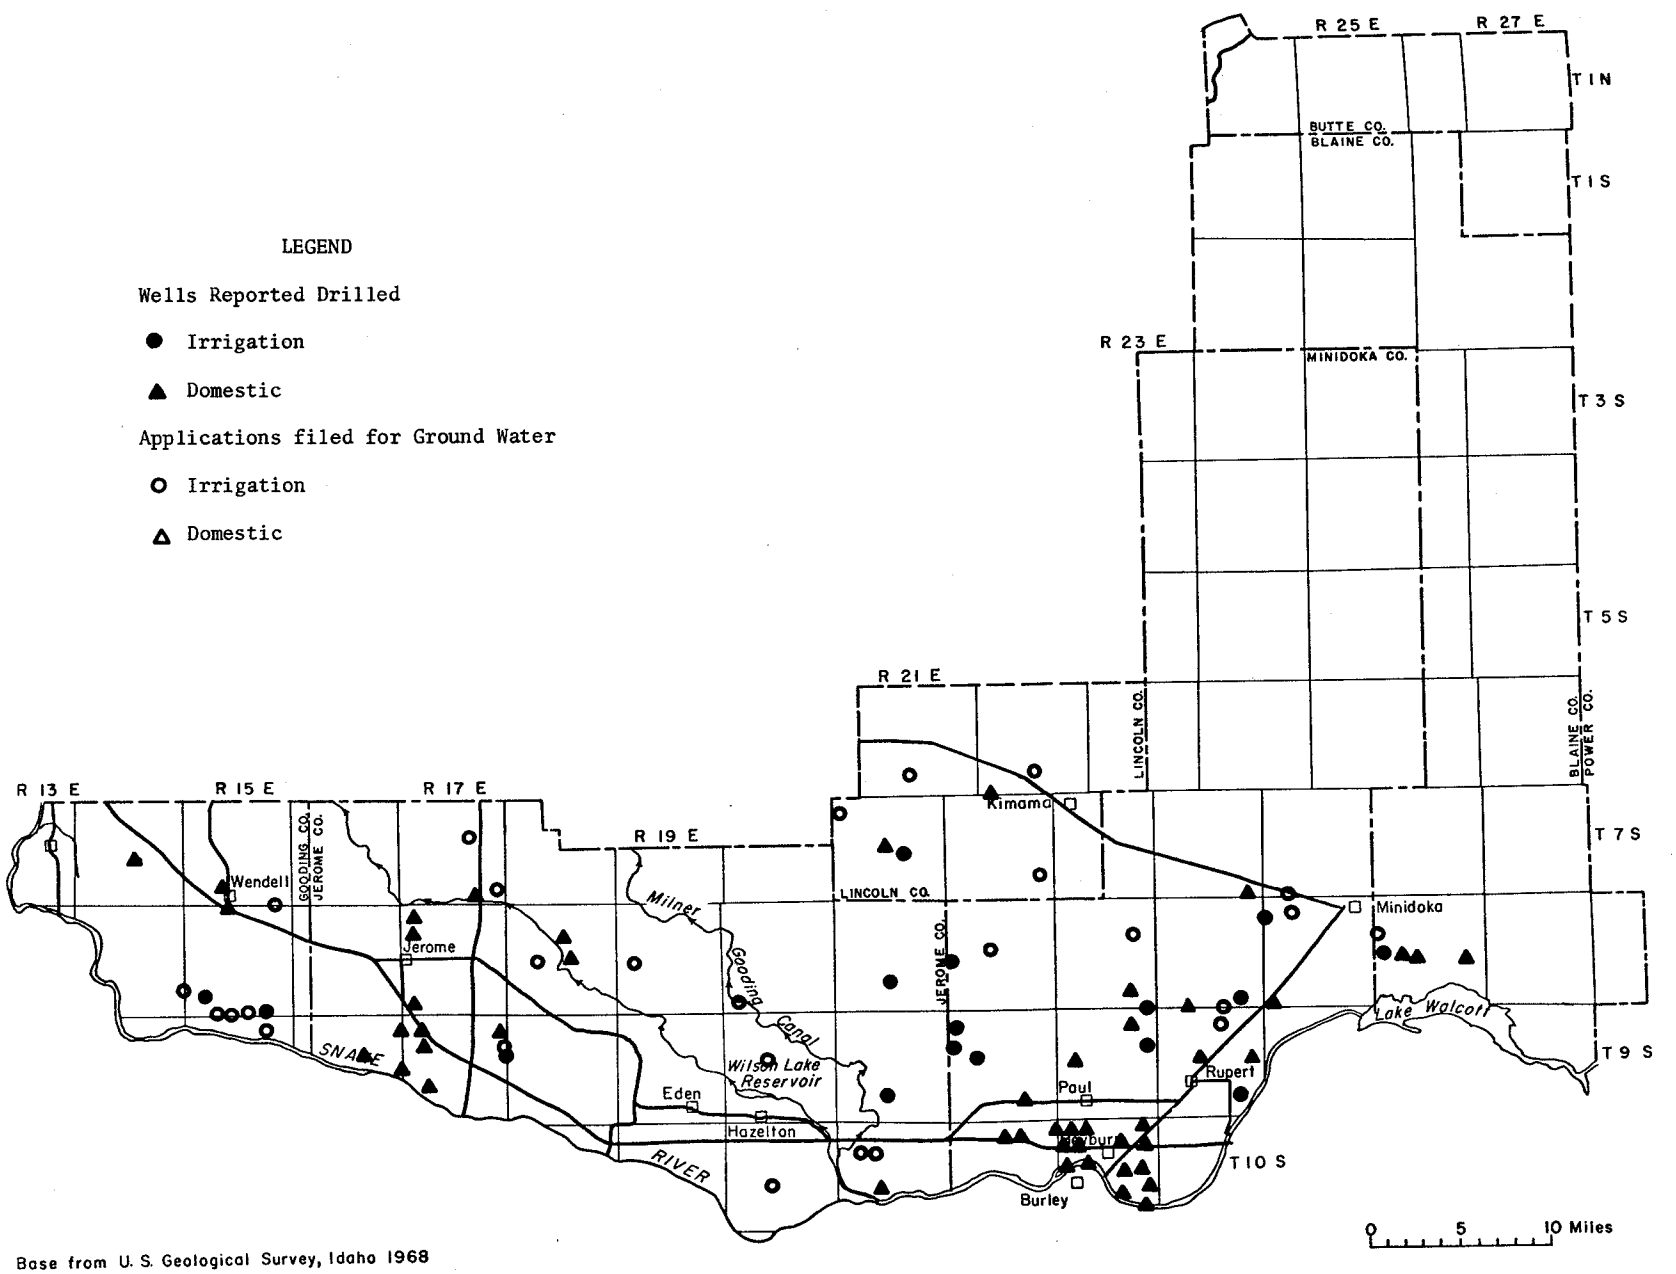 R 25 E
R 27 E
T 1 N
BUTTE CO.
BLAINE CO.
T 1 S
LEGEND
Wells Reported Drilled
Irrigation
Domestic
Applications filed for Ground Water
Irrigation
Domestic
R 23 E
MINIDOKA CO.
T 3 S
T 5 S
R 21 E
LINCOLN CO.
BLAINE CO.
POWER CO.
R 13 E
R 15 E
R 17 E
Kimama
GOODING CO.
JEROME CO.
R 19 E
T 7 S
Wendell
LINCOLN CO.
Milner
Minidoka
Jerome
Gooding
JEROME CO.
Canal
Lake Walcott
SNAKE
T 9 S
Wilson Lake
Reservoir
Rupert
Eden
Paul
Hazelton
Heyburn
RIVER
T 10 S
Burley
0 5 10 Miles
Base from U. S. Geological Survey, Idaho 1968